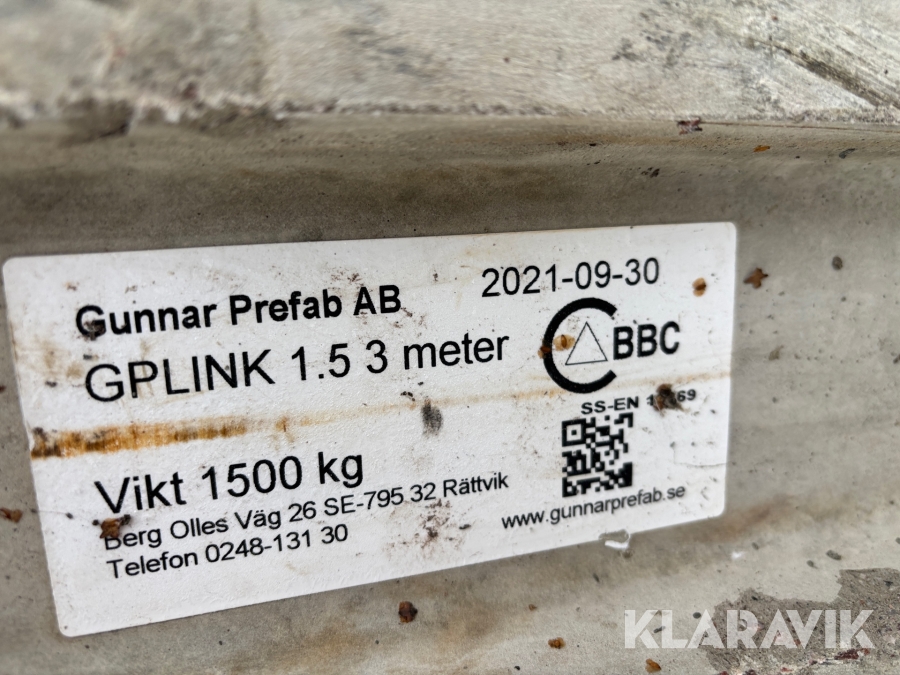 Gunnar Prefab AB
2021-09-30
GPLINK 1.5 3 meter
BBC
SS-EN
Vikt 1500 kg
Berg Olles Väg 26 SE-795 32 Rättvik
Telefon 0248-131 30
www.gunnarprefab.se
KLARAVIK